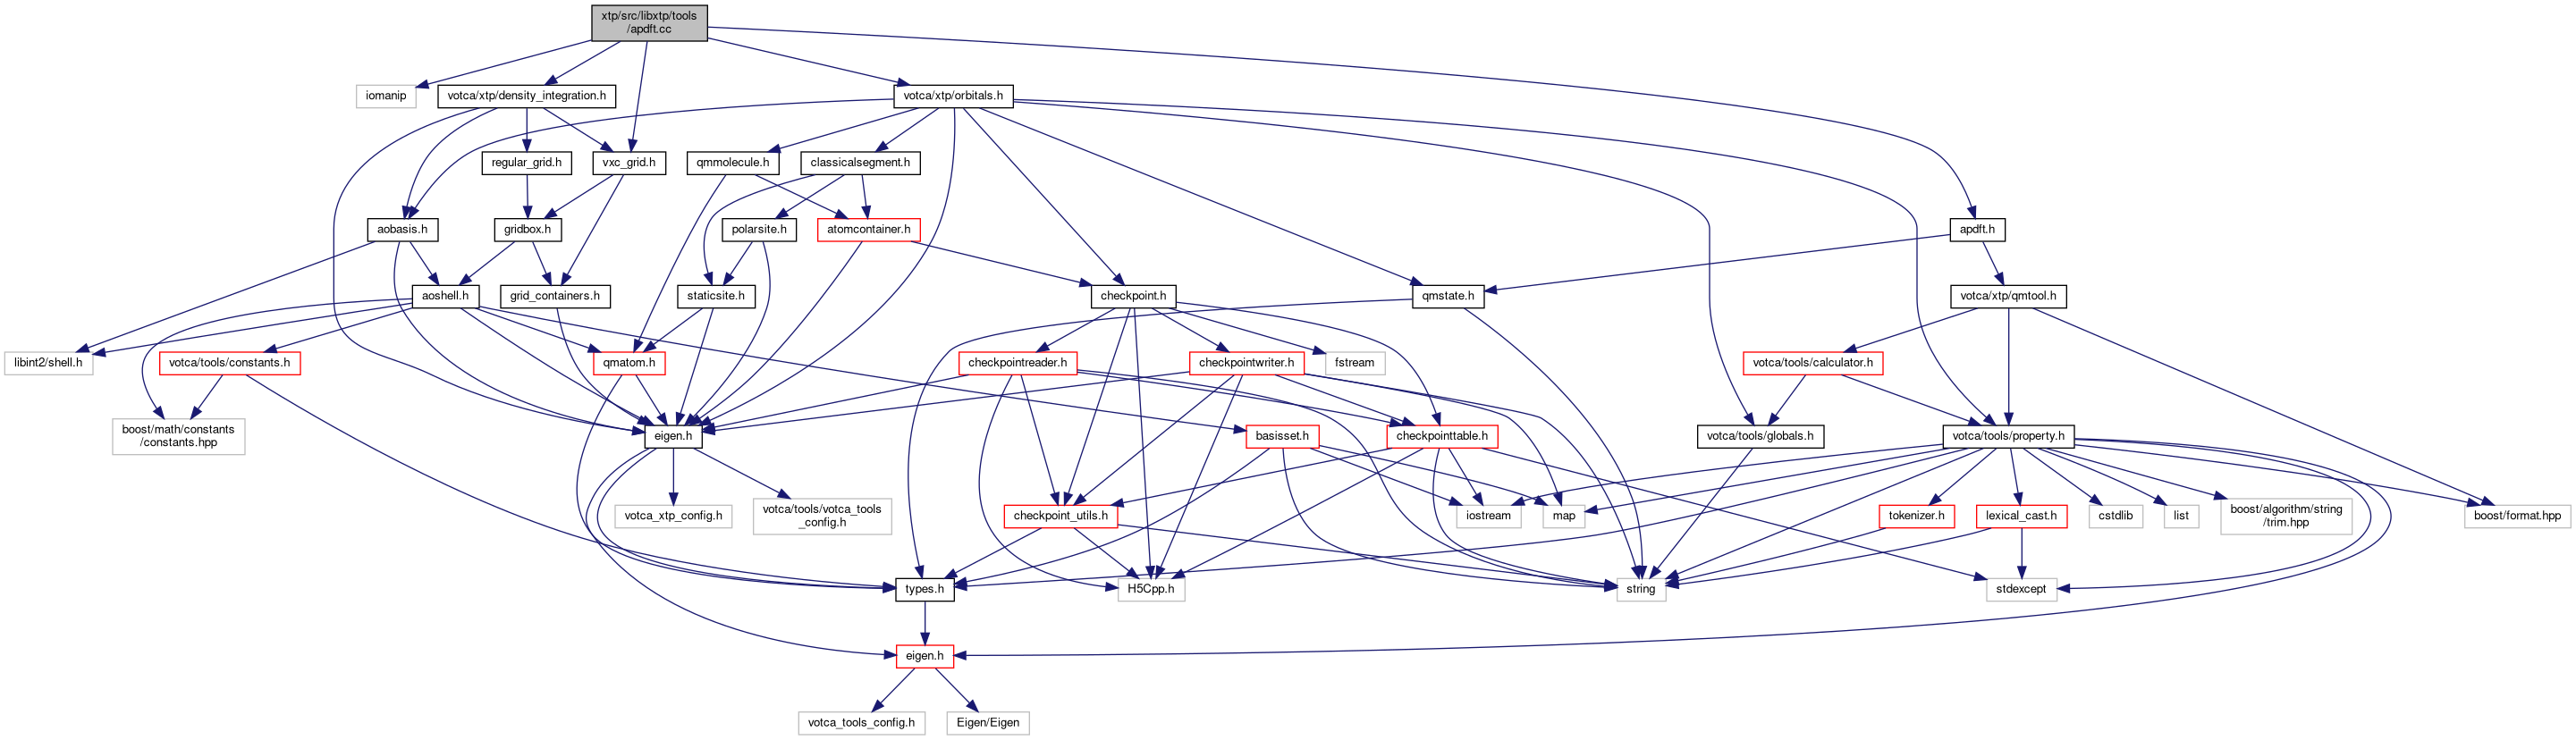 xtp/src/libxtp/tools
/apdft.cc
iomanip
votca/xtp/density_integration.h
votca/xtp/orbitals.h
regular_grid.h
vxc_grid.h
qmmolecule.h
classicalsegment.h
aobasis.h
gridbox.h
polarsite.h
atomcontainer.h
apdft.h
aoshell.h
grid_containers.h
staticsite.h
checkpoint.h
qmstate.h
votca/xtp/qmtool.h
libint2/shell.h
votca/tools/constants.h
qmatom.h
checkpointreader.h
checkpointwriter.h
fstream
votca/tools/calculator.h
boost/math/constants
/constants.hpp
eigen.h
basisset.h
checkpointtable.h
votca/tools/globals.h
votca/tools/property.h
votca_xtp_config.h
votca/tools/votca_tools
_config.h
checkpoint_utils.h
iostream
map
tokenizer.h
lexical_cast.h
cstdlib
list
boost/algorithm/string
/trim.hpp
boost/format.hpp
types.h
H5Cpp.h
string
stdexcept
eigen.h
votca_tools_config.h
Eigen/Eigen